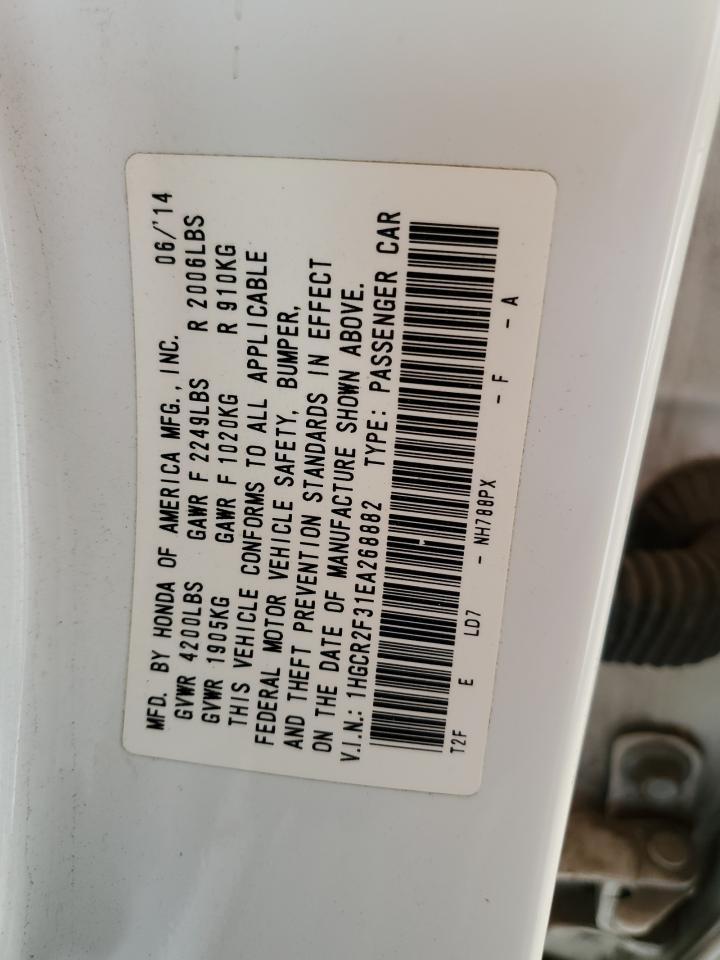 MFD. BY HONDA OF AMERICA MFG., INC. 06/'14
GVWR 4200LBS GAWR F 2249LBS R 2006LBS
GVWR 1905KG GAWR F 1020KG R 910KG
THIS VEHICLE CONFORMS TO ALL APPLICABLE
FEDERAL MOTOR VEHICLE SAFETY, BUMPER,
AND THEFT PREVENTION STANDARDS IN EFFECT
ON THE DATE OF MANUFACTURE SHOWN ABOVE.
V.I.N.: 1HGCR2F31EA268882 TYPE: PASSENGER CAR
T2F E LD7 - NH788PX - F - A